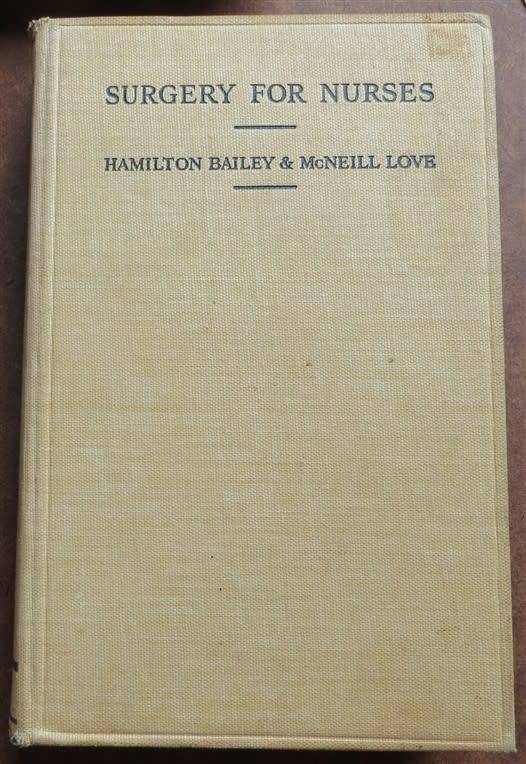 SURGERY FOR NURSES
HAMILTON BAILEY & McNEILL LOVE